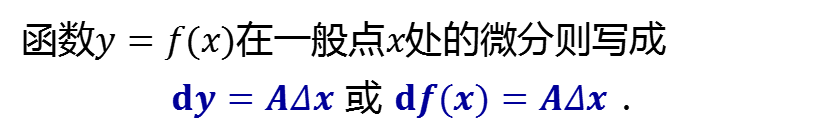 函数y = f(x)在一般点x处的微分则写成
dy = AΔx 或 df(x) = AΔx .